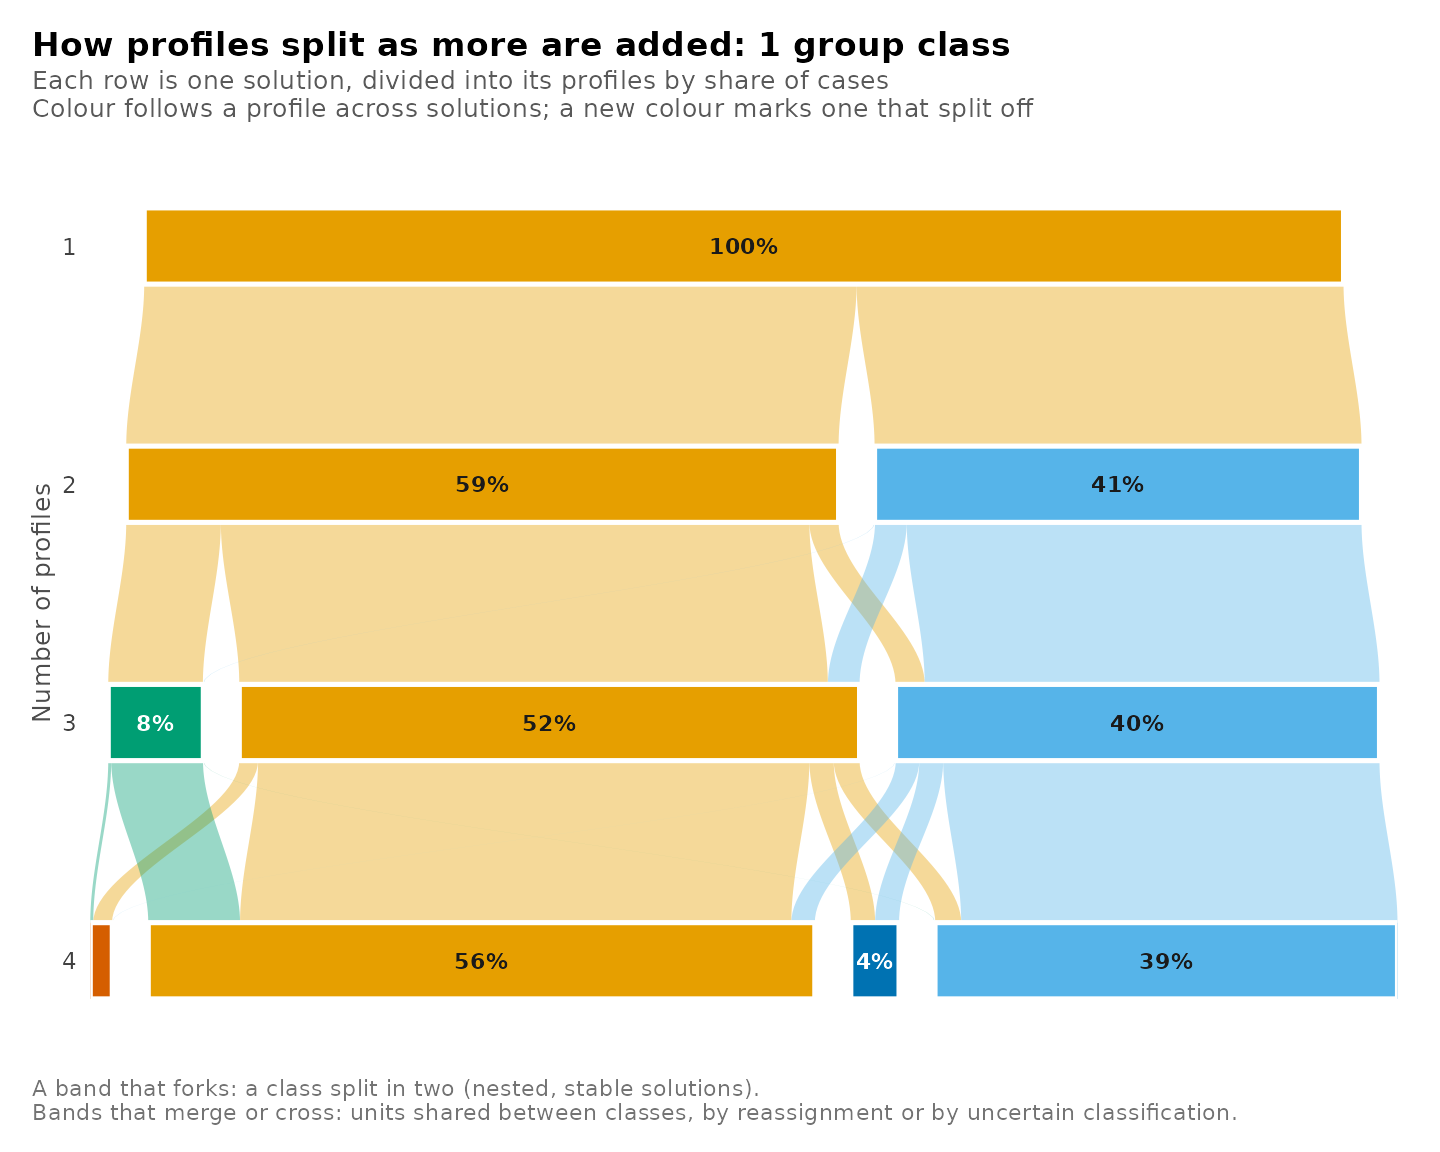 How profiles split as more are added: 1 group class
Each row is one solution, divided into its profiles by share of cases
Colour follows a profile across solutions; a new colour marks one that split off
Number of profiles
1
100%
2
59%
41%
3
8%
52%
40%
4
56%
4%
39%
A band that forks: a class split in two (nested, stable solutions).
Bands that merge or cross: units shared between classes, by reassignment or by uncertain classification.